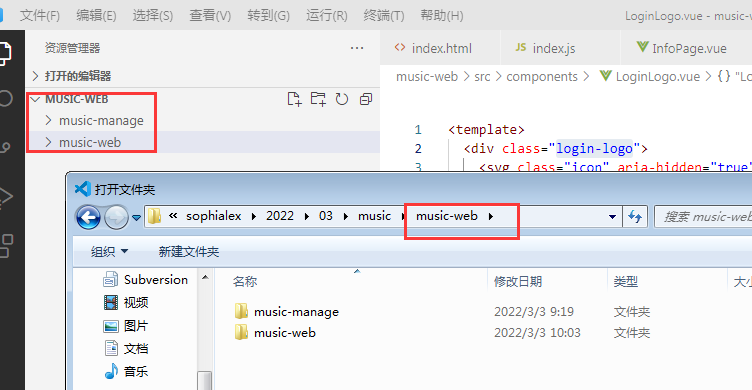 文件(F) 编辑(E) 选择(S) 查看(V) 转到(G) 运行(R) 终端(T) 帮助(H) LoginLogo.vue - music-w
资源管理器 ···
index.html JS index.js InfoPage.vue
打开的编辑器
music-web > src > components > LoginLogo.vue > {} "Lo
MUSIC-WEB
music-manage
music-web
1 <template>
2 <div class="login-logo">
3 <svg class="icon" aria-hidden="true"
打开文件夹
« sophialex 2022 03 music music-web
搜索 music-web
组织 新建文件夹
名称 修改日期 类型 大小
Subversion
视频
图片
文档
音乐
music-manage 2022/3/3 9:19 文件夹
music-web 2022/3/3 10:03 文件夹